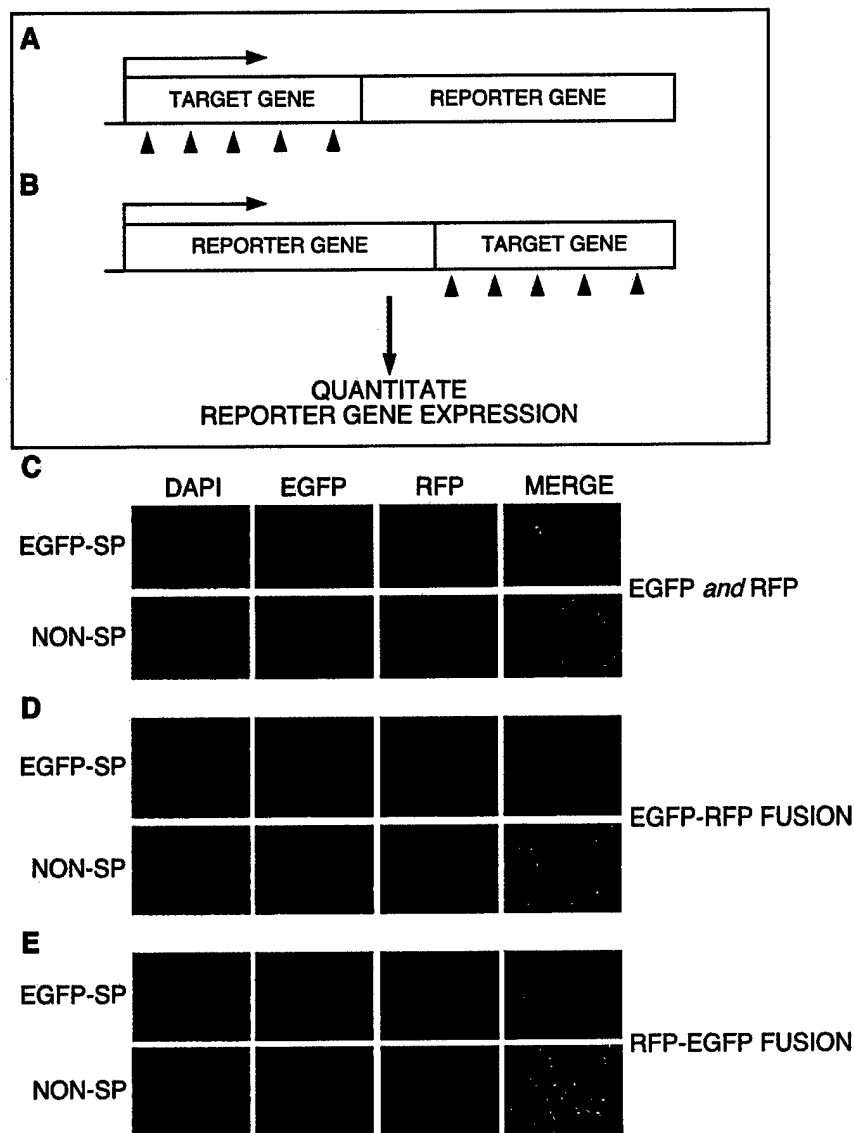 A
TARGET GENE REPORTER GENE
B
REPORTER GENE TARGET GENE
QUANTITATE
REPORTER GENE EXPRESSION
C
DAPI EGFP RFP MERGE
EGFP-SP
EGFP and RFP
NON-SP
D
EGFP-SP
EGFP-RFP FUSION
NON-SP
E
EGFP-SP
RFP-EGFP FUSION
NON-SP